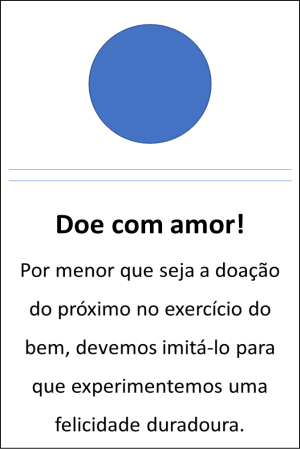 Doe com amor!
Por menor que seja a doação
do próximo no exercício do
bem, devemos imitá-lo para
que experimentemos uma
felicidade duradoura.